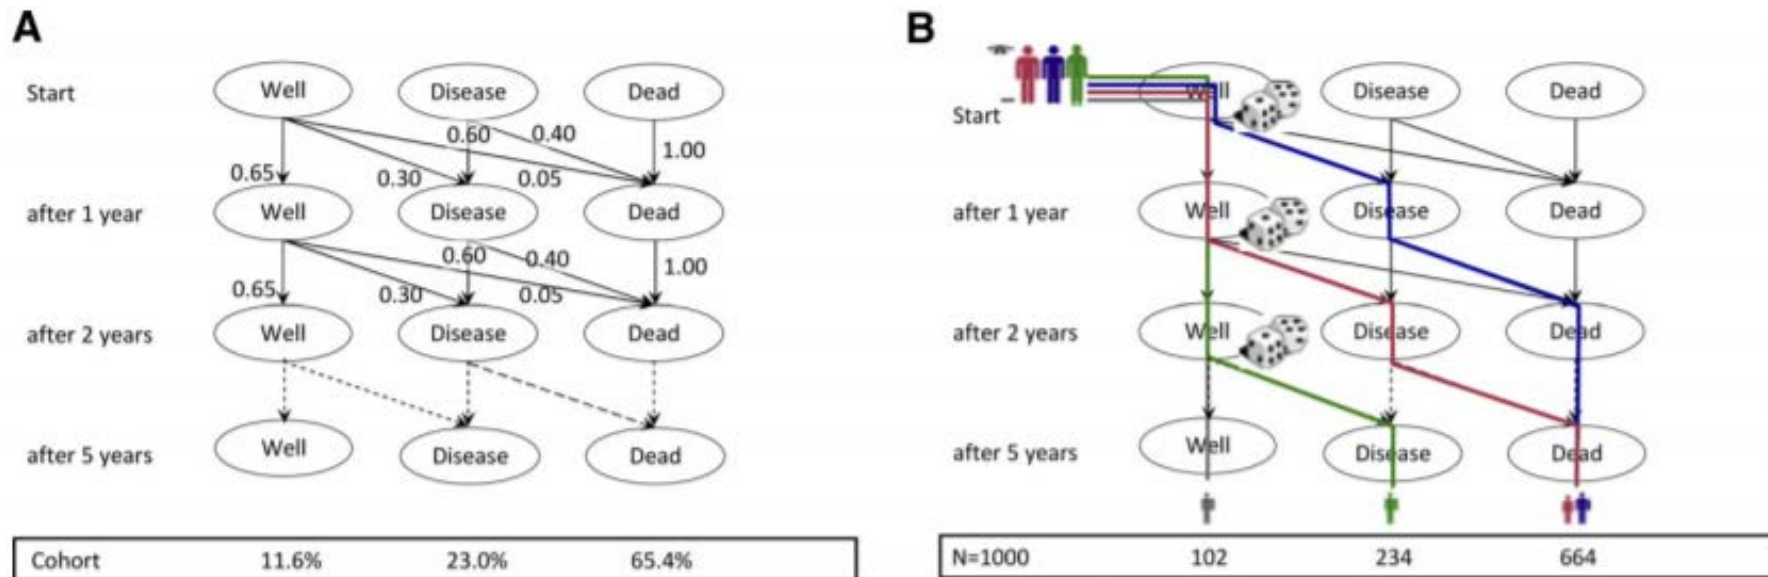 A
Start Well Disease Dead
0.60 0.40 1.00
0.65 0.30 0.05
after 1 year Well Disease Dead
0.60 0.40 1.00
0.65 0.30 0.05
after 2 years Well Disease Dead
after 5 years Well Disease Dead
Cohort 11.6% 23.0% 65.4%
B
Well Disease Dead
Start
after 1 year Well Disease Dead
after 2 years Well Disease Dead
after 5 years Well Disease Dead
N=1000 102 234 664